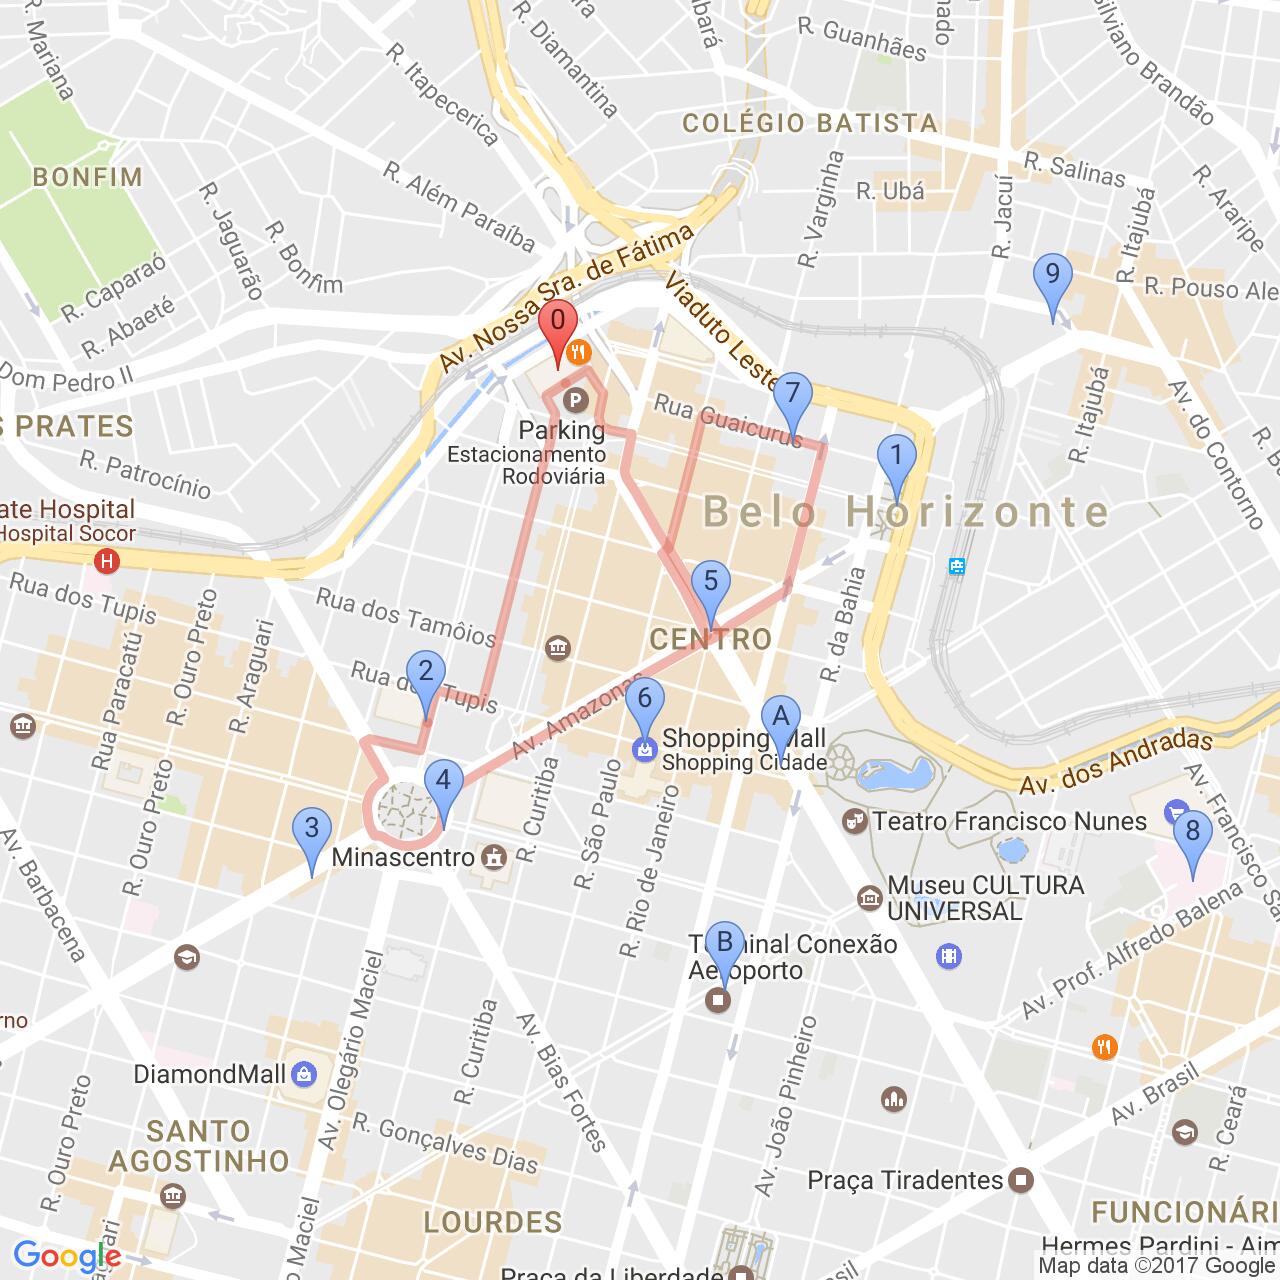 R. Mariana
R. Itapecerica
R. Diamantina
R. Guanhães
Silviano Brandão
COLÉGIO BATISTA
BONFIM
R. Além Paraíba
R. Jaguarão
R. Bonfim
R. Varginha
R. Ubá
R. Jacuí
R. Salinas
R. Itajubá
R. Araripe
R. Caparaó
R. Abaeté
Av. Nossa Sra. de Fátima
Viaduto Leste
R. Pouso Ale
9
0
Dom Pedro II
S PRATES
R. Patrocínio
P
Parking
Estacionamento
Rodoviária
Rua Guaicurus
7
1
R. Itajubá
Av. do Contorno
Belo Horizonte
ate Hospital
Hospital Socor
H
Rua dos Tupis
R. Ouro Preto
R. Araguari
Rua Paracatú
Rua dos Tamôios
Rua dos Tupis
2
5
CENTRO
R. da Bahia
Av. Amazonas
6
A
Shopping Mall
Shopping Cidade
Av. dos Andradas
Av. Francisco Sa
4
3
R. Ouro Preto
Minascentro
R. Curitiba
R. São Paulo
R. Rio de Janeiro
Teatro Francisco Nunes
8
Museu CULTURA
UNIVERSAL
Av. Barbacena
B
Terminal Conexão
Aeroporto
Av. Prof. Alfredo Balena
rno
R. Curitiba
Av. Olegário Maciel
Av. Bias Fortes
Av. João Pinheiro
DiamondMall
R. Ouro Preto
R. Gonçalves Dias
SANTO
AGOSTINHO
Av. Brasil
R. Ceará
Praça Tiradentes
LOURDES
FUNCIONÁRI
Hermes Pardini - Aim
Maciel
Praça da Liberdade
Google
Map data ©2017 Google